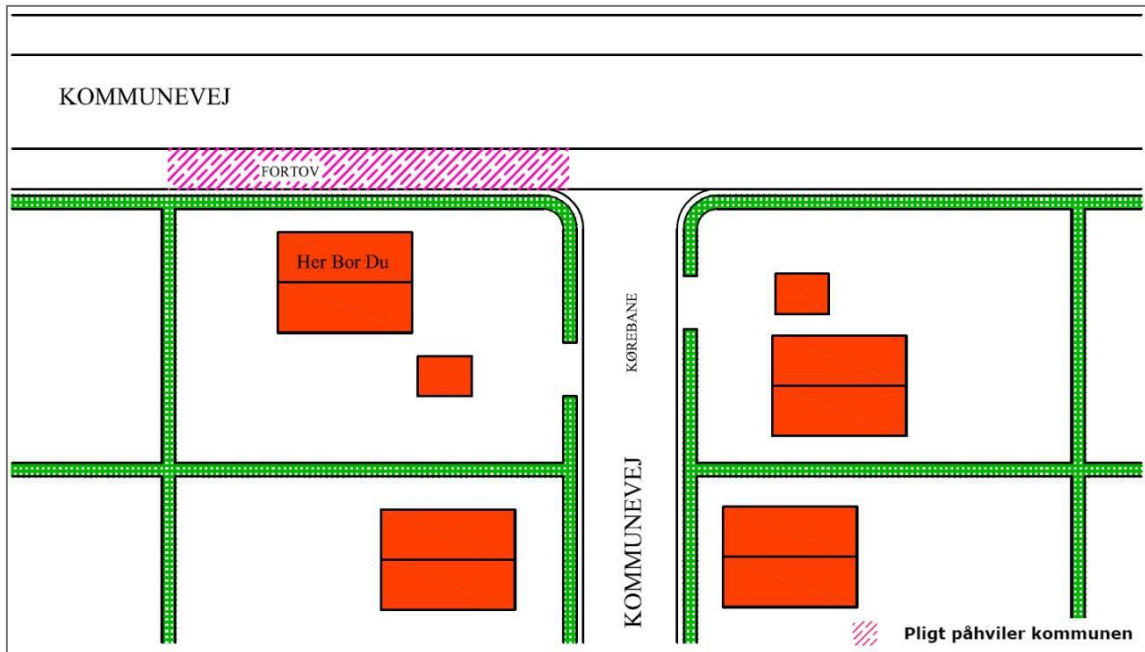 KOMMUNEVEJ
FORTOV
Her Bor Du
KØREBANE
KOMMUNEVEJ
Pligt påhviler kommunen